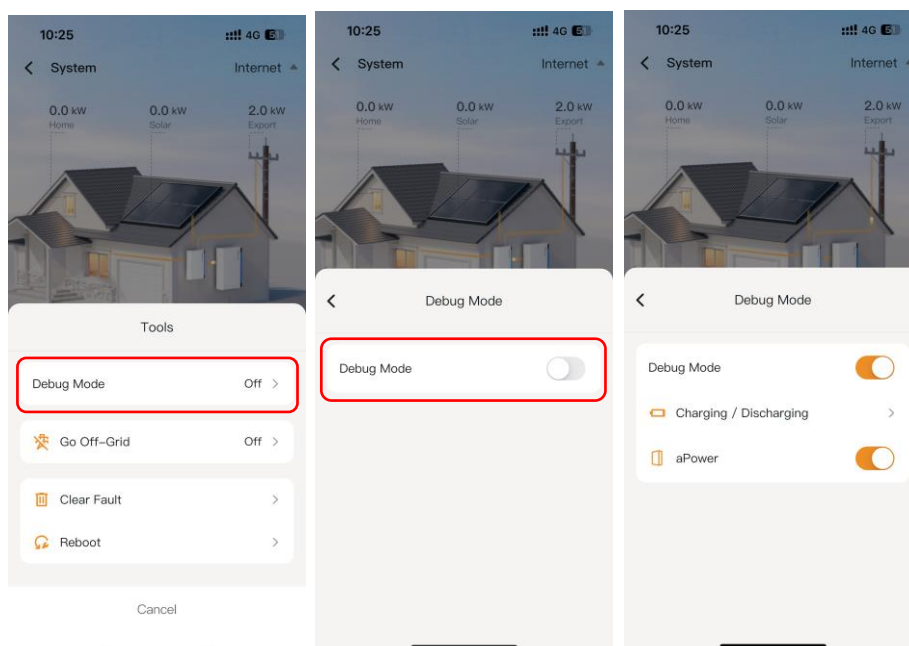 10:25
4G 5
System
Internet
0.0 kW
0.0 kW
2.0 kW
Home
Solar
Export
Tools
Debug Mode
Off
Go Off-Grid
Off
Clear Fault
Reboot
Cancel
10:25
4G 5
System
Internet
0.0 kW
0.0 kW
2.0 kW
Home
Solar
Export
Debug Mode
Debug Mode
10:25
4G 5
System
Internet
0.0 kW
0.0 kW
2.0 kW
Home
Solar
Export
Debug Mode
Debug Mode
Charging / Discharging
aPower